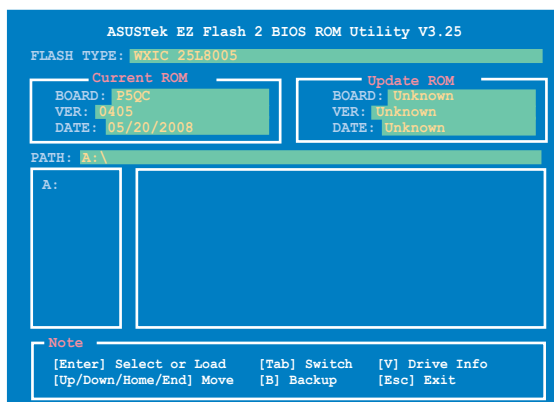 ASUSTek EZ Flash 2 BIOS ROM Utility V3.25
FLASH TYPE: WXIC 25L8005
Current ROM
BOARD: P5QC
VER: 0405
DATE: 05/20/2008
Update ROM
BOARD: Unknown
VER: Unknown
DATE: Unknown
PATH: A:\
A:
Note
[Enter] Select or Load [Tab] Switch [V] Drive Info
[Up/Down/Home/End] Move [B] Backup [Esc] Exit